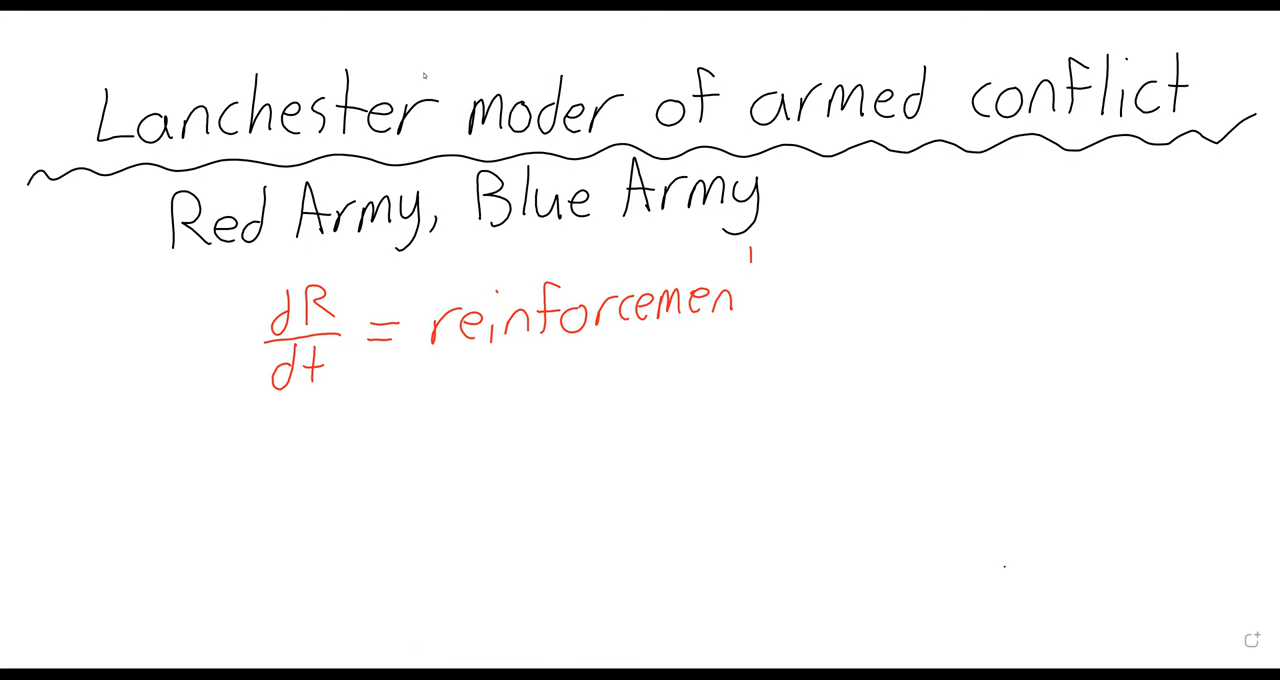 Lanchester moder of armed conflict
Red Army, Blue Army
dR/dt = reinforcemen